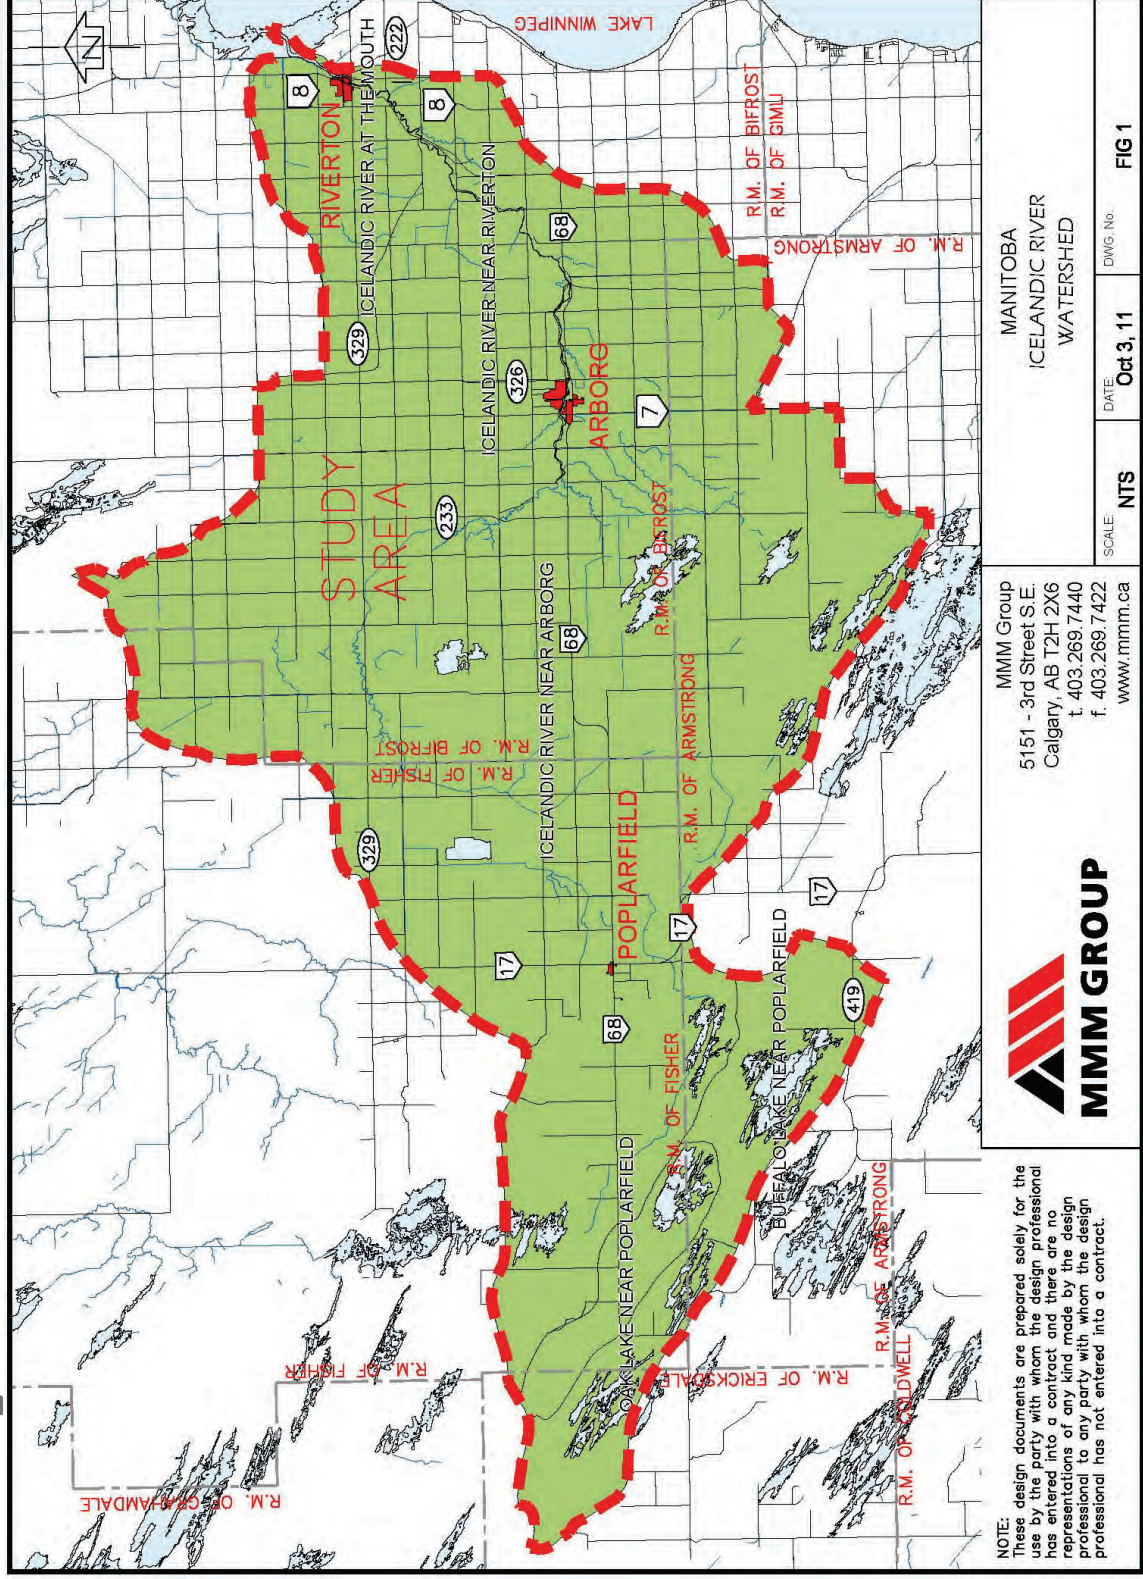 N
LAKE WINNIPEG
222
8
RIVERTON
ICELANDIC RIVER AT THE MOUTH
8
R.M. OF BIFROST
R.M. OF GIMLI
ICELANDIC RIVER NEAR RIVERTON
68
R.M. OF ARMSTRONG
329
326
ARBORG
7
STUDY
AREA
233
R.M. OF BIFROST
ICELANDIC RIVER NEAR ARBORG
68
R.M. OF ARMSTRONG
R.M. OF BIFROST
R.M. OF FISHER
329
POPLARFIELD
17
17
17
68
BUFFALO LAKE NEAR POPLARFIELD
419
R.M. OF FISHER
OAK LAKE NEAR POPLARFIELD
R.M. OF ARMSTRONG
R.M. OF FISHER
R.M. OF ERICKSDALE
R.M. OF COLDWELL
R.M. OF GRAHAMDALE
NOTE:
These design documents are prepared solely for the
use by the party with whom the design professional
has entered into a contract and there are no
representations of any kind made by the design
professional to any party with whom the design
professional has not entered into a contract.
MMM GROUP
MMM Group
5151 - 3rd Street S.E.
Calgary, AB T2H 2X6
t. 403.269.7440
f. 403.269.7422
www.mmm.ca
MANITOBA
ICELANDIC RIVER
WATERSHED
SCALE: NTS
DATE: Oct 3, 11
DWG. No. FIG 1